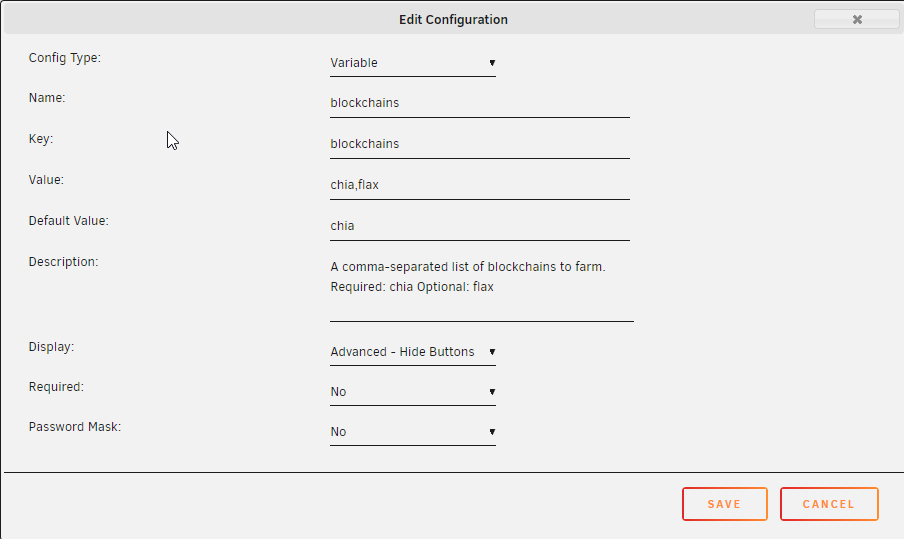 Edit Configuration
Config Type: Variable
Name: blockchains
Key: blockchains
Value: chia,flax
Default Value: chia
Description: A comma-separated list of blockchains to farm.
Required: chia Optional: flax
Display: Advanced - Hide Buttons
Required: No
Password Mask: No
SAVE CANCEL